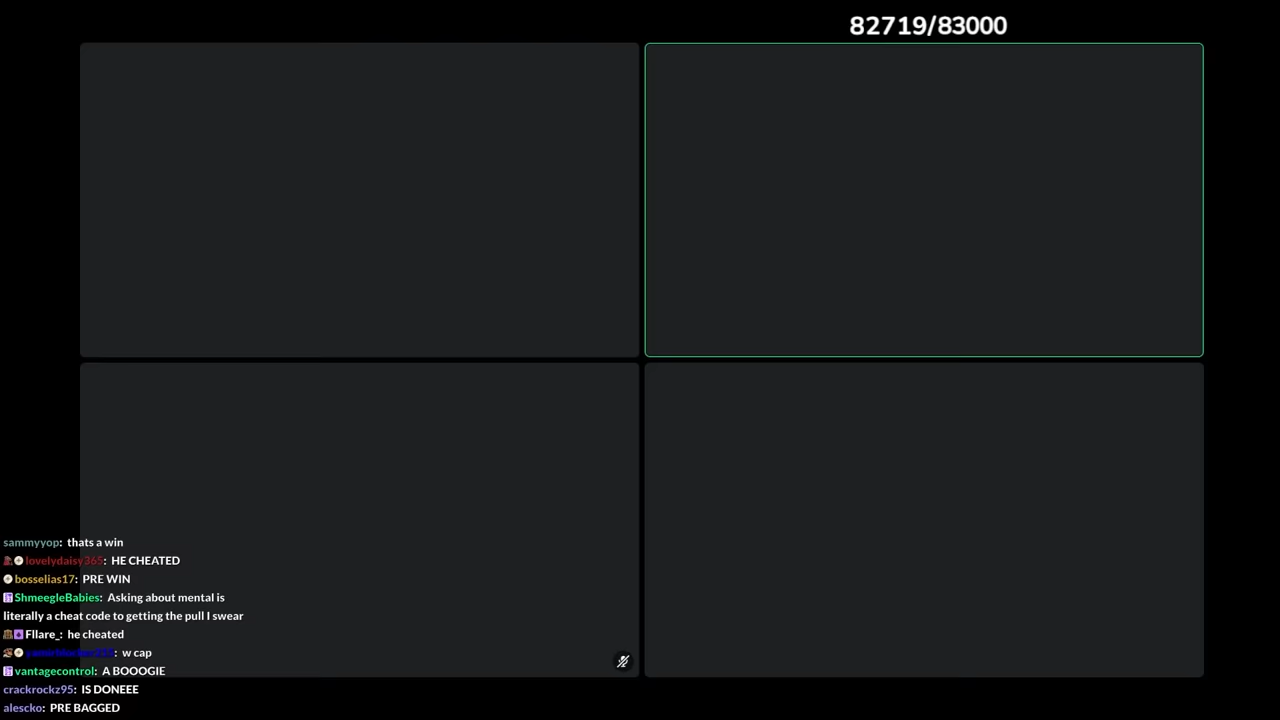 82719/83000
sammyyop: thats a win
lovelydaisy365: HE CHEATED
bosselias17: PRE WIN
ShmeegleBabies: Asking about mental is
literally a cheat code to getting the pull I swear
Fllare_: he cheated
: w cap
vantagecontrol: A BOOOGIE
crackrockz95: IS DONEEE
alescko: PRE BAGGED